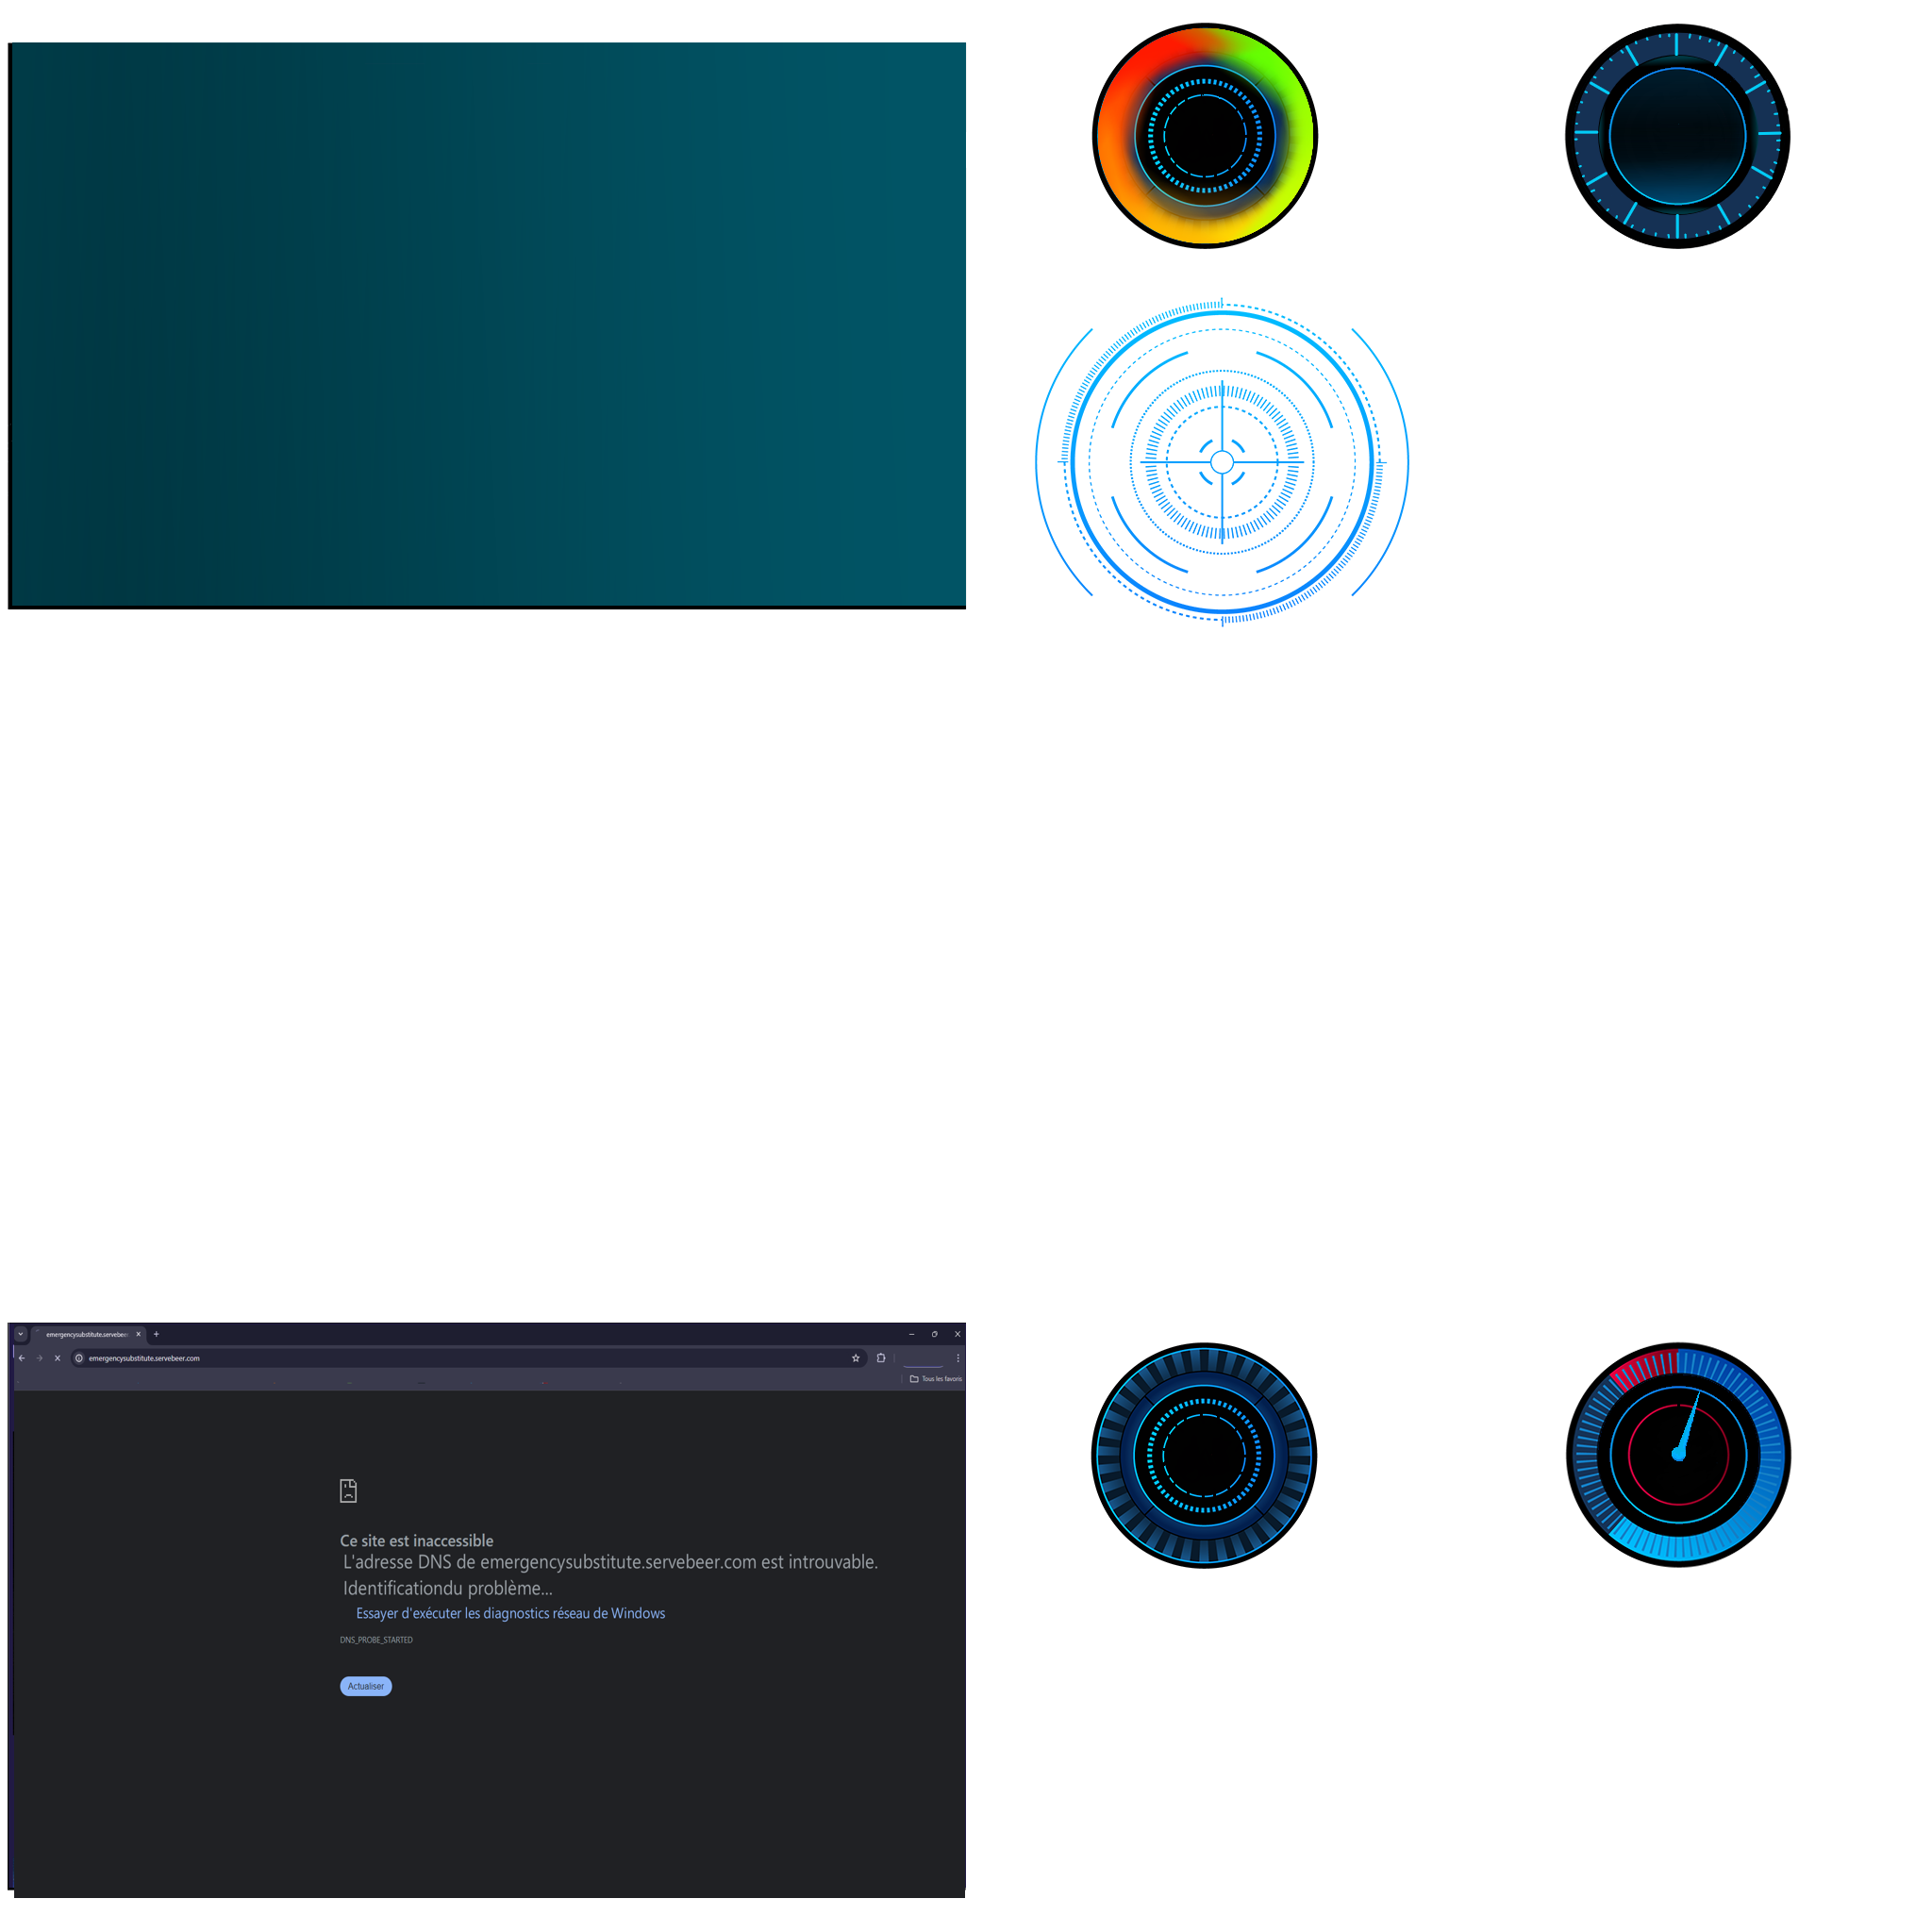 emergencysubstitute.servebeer
emergencysubstitute.servebeer.com
Tous les favoris
Ce site est inaccessible
L'adresse DNS de emergencysubstitute.servebeer.com est introuvable.
Identificationdu problème...
Essayer d'exécuter les diagnostics réseau de Windows
DNS_PROBE_STARTED
Actualiser